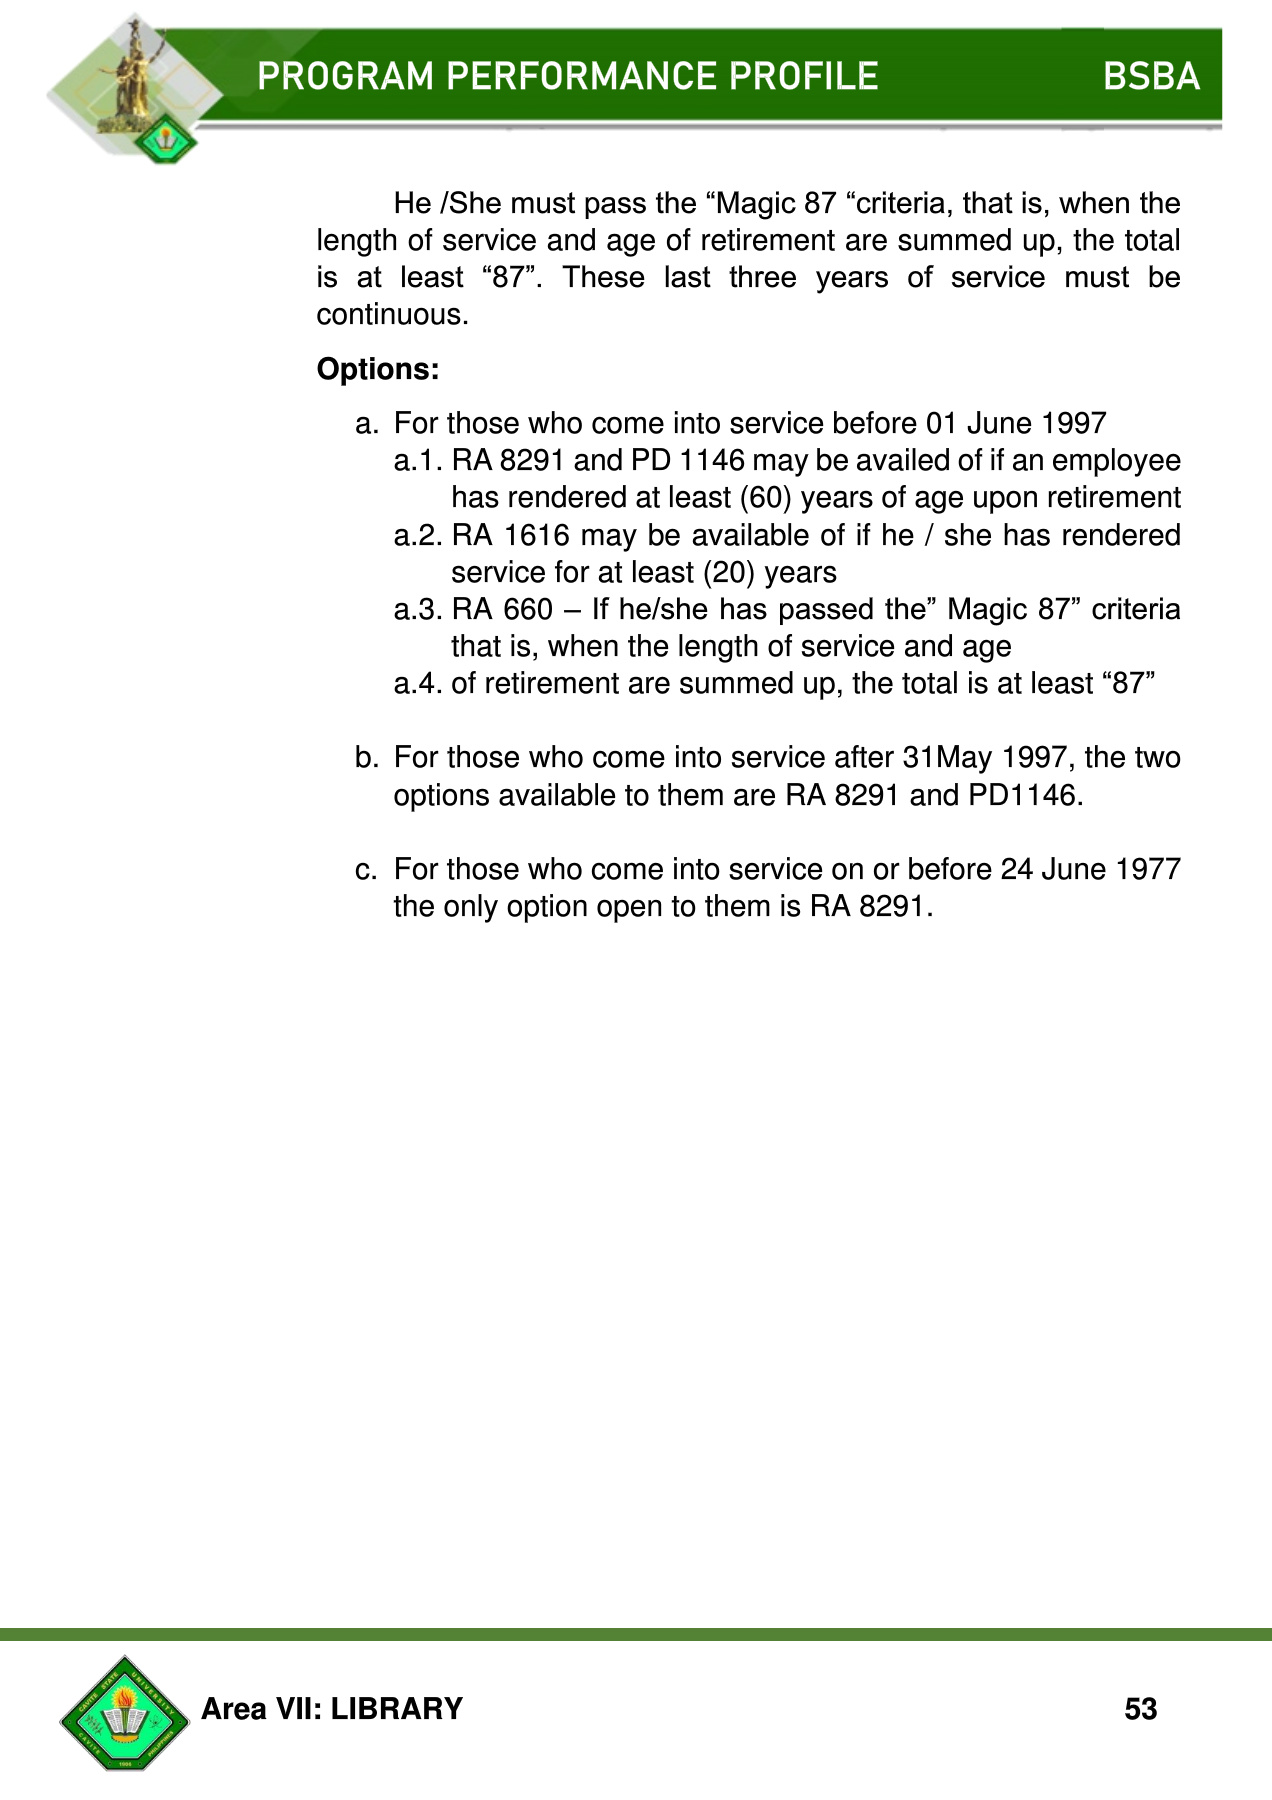 PROGRAM PERFORMANCE PROFILE BSBA
He /She must pass the “Magic 87 “criteria, that is, when the
length of service and age of retirement are summed up, the total
is at least “87”. These last three years of service must be
continuous.
Options:
a. For those who come into service before 01 June 1997
a.1. RA 8291 and PD 1146 may be availed of if an employee
has rendered at least (60) years of age upon retirement
a.2. RA 1616 may be available of if he / she has rendered
service for at least (20) years
a.3. RA 660 – If he/she has passed the” Magic 87” criteria
that is, when the length of service and age
a.4. of retirement are summed up, the total is at least “87”
b. For those who come into service after 31May 1997, the two
options available to them are RA 8291 and PD1146.
c. For those who come into service on or before 24 June 1977
the only option open to them is RA 8291.
CAVITE STATE UNIVERSITY
CAVITE 1906 PHILIPPINES
Area VII: LIBRARY 53